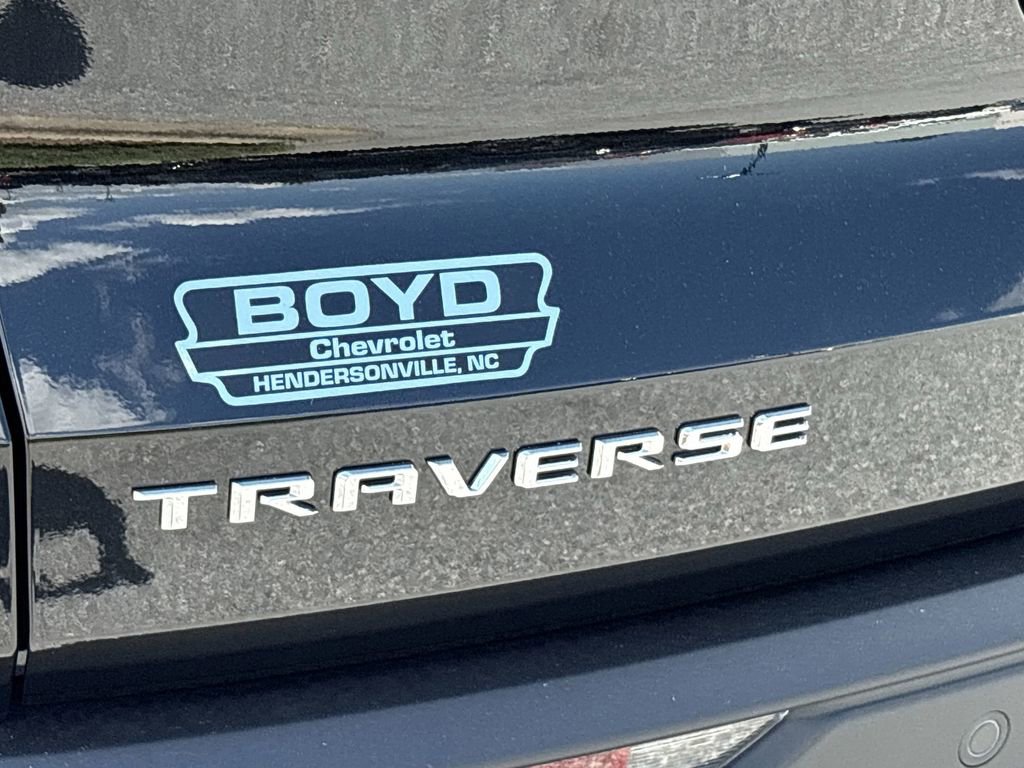 BOYD
Chevrolet
HENDERSONVILLE, NC
TRAVERSE